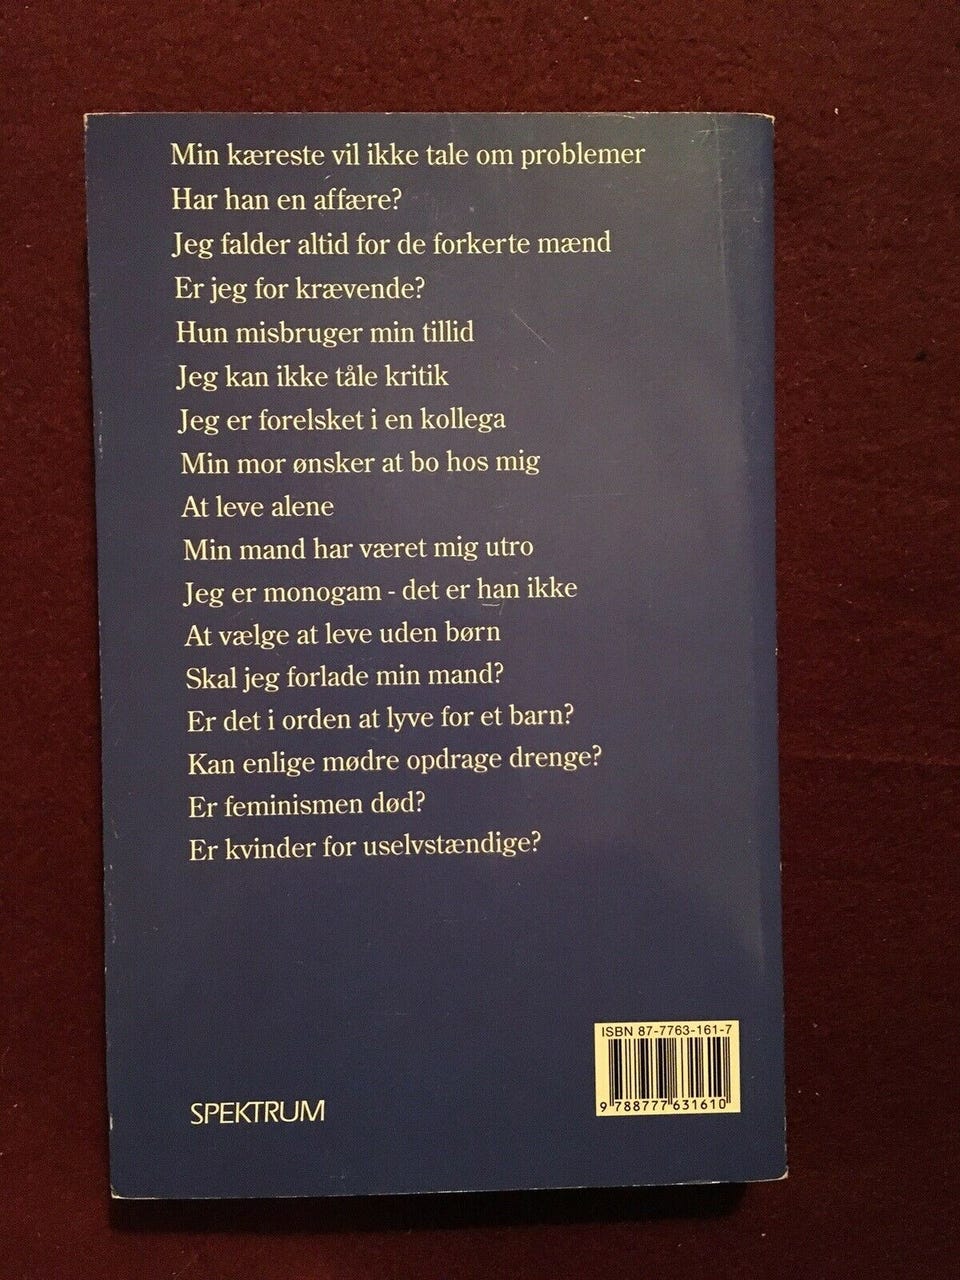 Min kæreste vil ikke tale om problemer
Har han en affære?
Jeg falder altid for de forkerte mænd
Er jeg for krævende?
Hun misbruger min tillid
Jeg kan ikke tåle kritik
Jeg er forelsket i en kollega
Min mor ønsker at bo hos mig
At leve alene
Min mand har været mig utro
Jeg er monogam - det er han ikke
At vælge at leve uden børn
Skal jeg forlade min mand?
Er det i orden at lyve for et barn?
Kan enlige mødre opdrage drenge?
Er feminismen død?
Er kvinder for uselvstændige?
ISBN 87-7763-161-7
9 788777 631610
SPEKTRUM